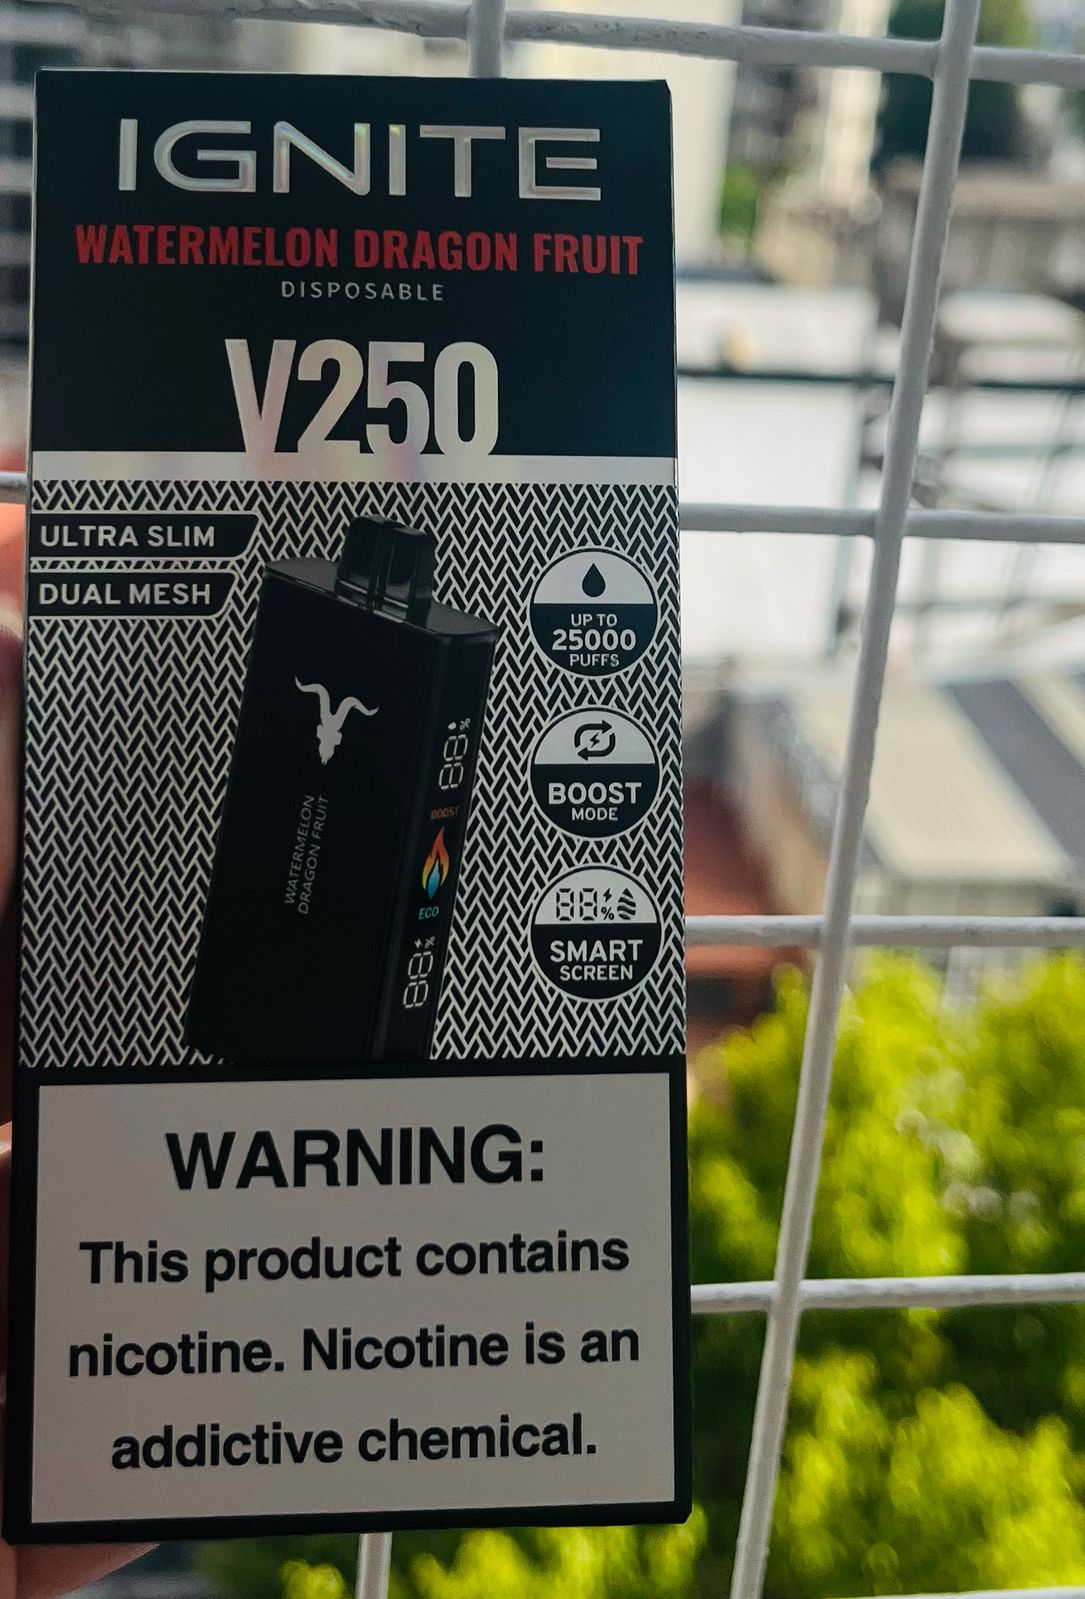 IGNITE
WATERMELON DRAGON FRUIT
DISPOSABLE
V250
ULTRA SLIM
DUAL MESH
UP TO
25000
PUFFS
BOOST
MODE
88%
SMART
SCREEN
88%
BOOST
ECO
88%
WATERMELON
DRAGON FRUIT
WARNING:
This product contains
nicotine. Nicotine is an
addictive chemical.